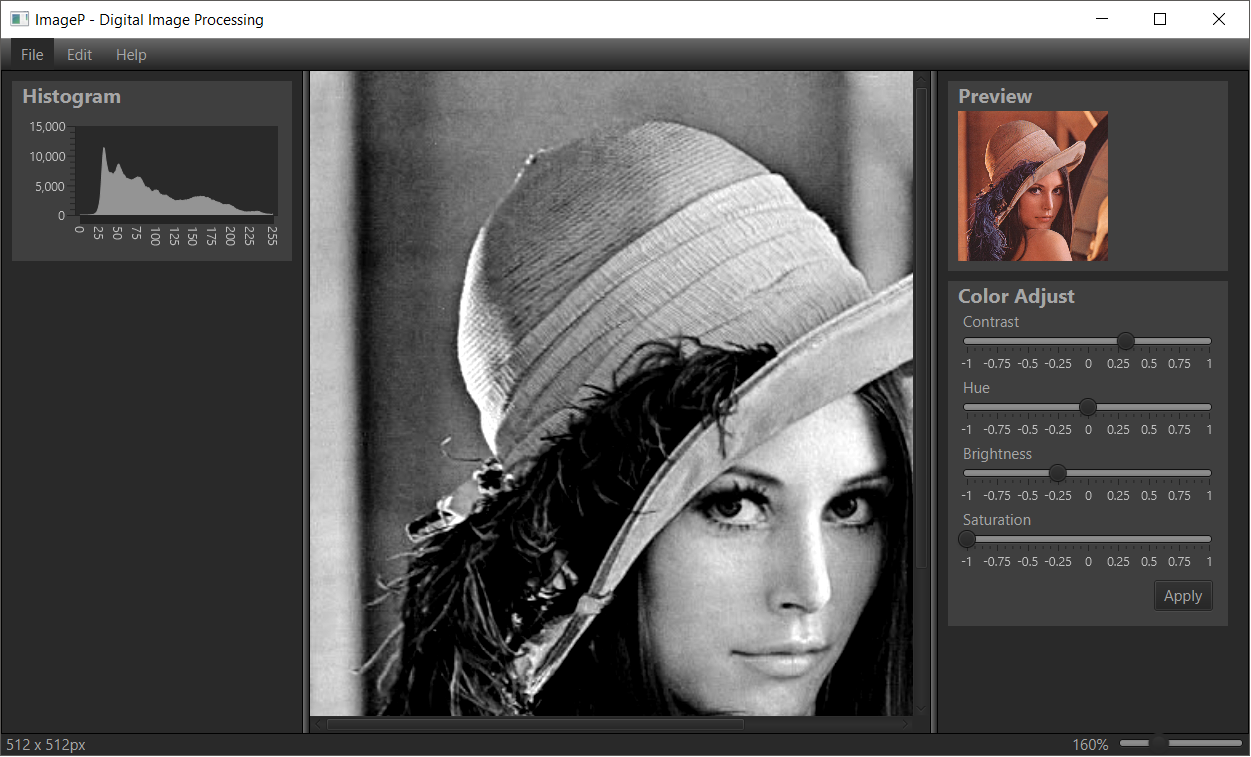 ImageP - Digital Image Processing
File Edit Help
Histogram
15,000
10,000
5,000
0
0 25 50 75 100 125 150 175 200 225 255
Preview
Color Adjust
Contrast
-1 -0.75 -0.5 -0.25 0 0.25 0.5 0.75 1
Hue
-1 -0.75 -0.5 -0.25 0 0.25 0.5 0.75 1
Brightness
-1 -0.75 -0.5 -0.25 0 0.25 0.5 0.75 1
Saturation
-1 -0.75 -0.5 -0.25 0 0.25 0.5 0.75 1
Apply
512 x 512px
160%